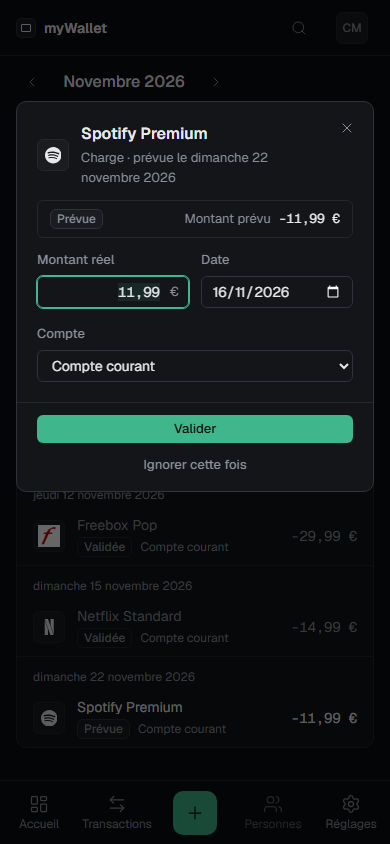 myWallet
CM
Novembre 2026
Spotify Premium
Charge · prévue le dimanche 22
novembre 2026
Prévue
Montant prévu -11,99 €
Montant réel
Date
11,99 €
16/11/2026
Compte
Compte courant
Valider
Ignorer cette fois
jeudi 12 novembre 2026
Freebox Pop
Validée Compte courant
-29,99 €
dimanche 15 novembre 2026
Netflix Standard
Validée Compte courant
-14,99 €
dimanche 22 novembre 2026
Spotify Premium
Prévue Compte courant
-11,99 €
Accueil
Transactions
Personnes
Réglages